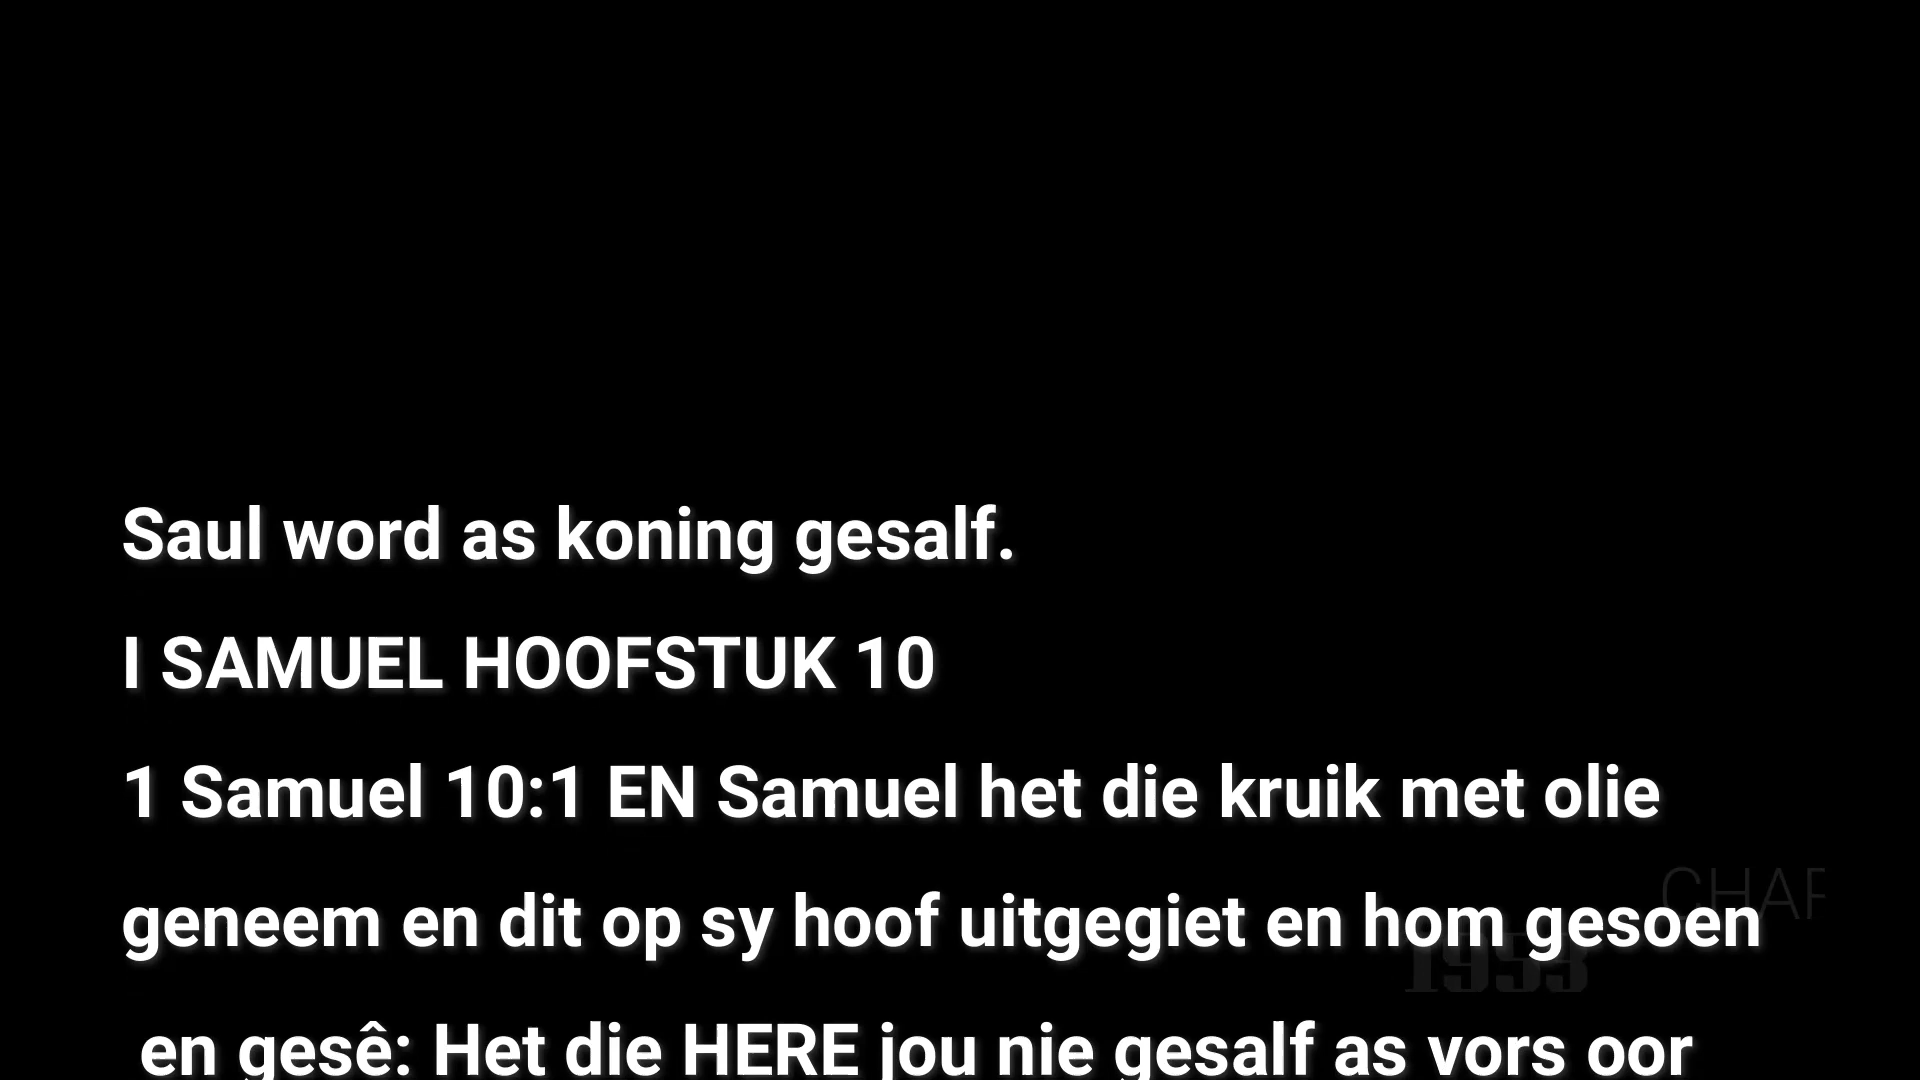 Saul word as koning gesalf.
I SAMUEL HOOFSTUK 10
1 Samuel 10:1 EN Samuel het die kruik met olie
geneem en dit op sy hoof uitgegiet en hom gesoen
en gesê: Het die HERE jou nie gesalf as vors oor
1953